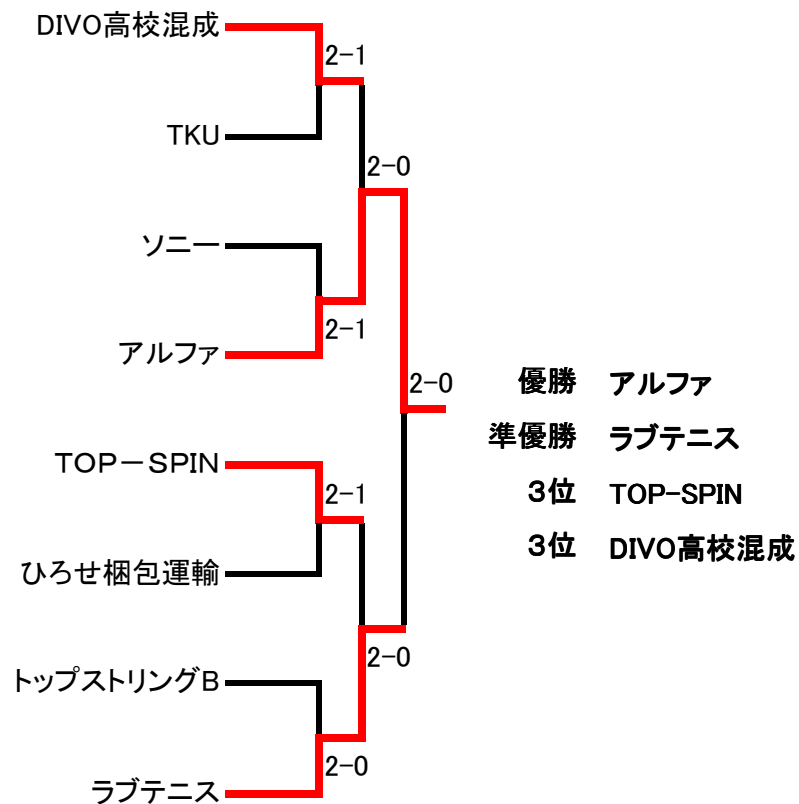 DIVO高校混成
2-1
TKU
2-0
ソニー
アルファ
2-1
2-0
優勝 アルファ
準優勝 ラブテニス
TOP－SPIN
2-1
３位 TOP-SPIN
３位 DIVO高校混成
ひろせ梱包運輸
2-0
トップストリングB
2-0
ラブテニス